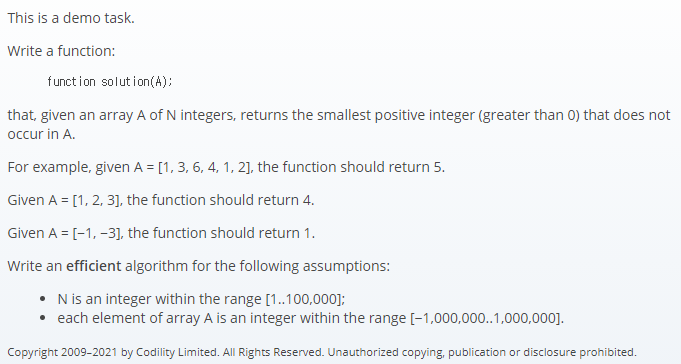 This is a demo task.
Write a function:
function solution(A);
that, given an array A of N integers, returns the smallest positive integer (greater than 0) that does not
occur in A.
For example, given A = [1, 3, 6, 4, 1, 2], the function should return 5.
Given A = [1, 2, 3], the function should return 4.
Given A = [−1, −3], the function should return 1.
Write an efficient algorithm for the following assumptions:
• N is an integer within the range [1..100,000];
• each element of array A is an integer within the range [−1,000,000..1,000,000].
Copyright 2009–2021 by Codility Limited. All Rights Reserved. Unauthorized copying, publication or disclosure prohibited.